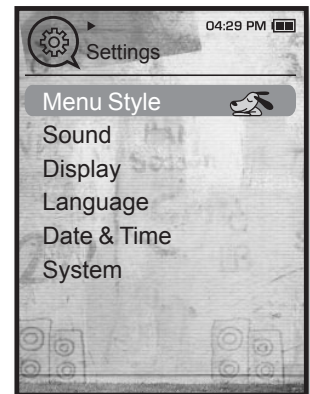 04:29 PM
Settings
Menu Style
Sound
Display
Language
Date & Time
System